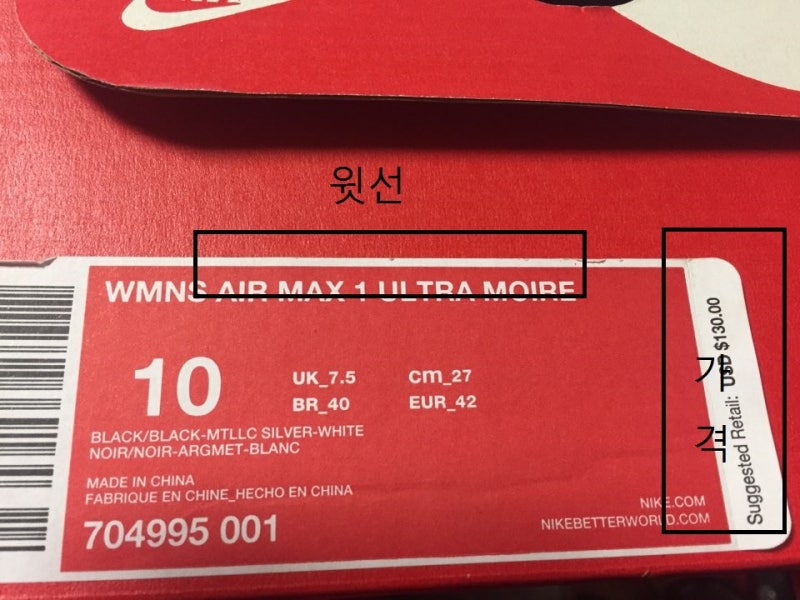 윗선
WMNS AIR MAX 1 ULTRA MOIRE
10
UK_7.5
cm_27
BR_40
EUR_42
BLACK/BLACK-MTLLC SILVER-WHITE
NOIR/NOIR-ARGMET-BLANC
MADE IN CHINA
FABRIQUE EN CHINE_HECHO EN CHINA
704995 001
NIKE.COM
NIKEBETTERWORLD.COM
Suggested Retail: USD $130.00
가
격